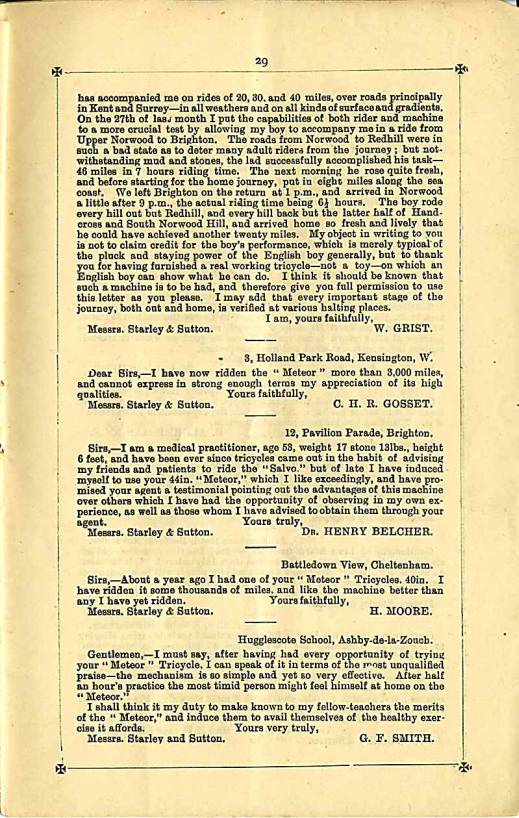 29
has accompanied me on rides of 20, 30, and 40 miles, over roads principally
in Kent and Surrey—in all weathers and on all kinds of surface and gradients.
On the 27th of last month I put the capabilities of both rider and machine
to a more crucial test by allowing my boy to accompany me in a ride from
Upper Norwood to Brighton. The roads from Norwood to Redhill were in
such a bad state as to deter many adult riders from the journey; but not-
withstanding mud and stones, the lad successfully accomplished his task—
46 miles in 7 hours riding time. The next morning he rose quite fresh,
and before starting for the home journey, put in eight miles along the sea
coast. We left Brighton on the return at 1 p.m., and arrived in Norwood
a little after 9 p.m., the actual riding time being 6½ hours. The boy rode
every hill out but Redhill, and every hill back but the latter half of Hand-
cross and South Norwood Hill, and arrived home so fresh and lively that
he could have achieved another twenty miles. My object in writing to you
is not to claim credit for the boy's performance, which is merely typical of
the pluck and staying power of the English boy generally, but to thank
you for having furnished a real working tricycle—not a toy—on which an
English boy can show what he can do. I think it should be known that
such a machine is to be had, and therefore give you full permission to use
this letter as you please. I may add that every important stage of the
journey, both out and home, is verified at various halting places.
I am, yours faithfully,
Messrs. Starley & Sutton. W. GRIST.
3, Holland Park Road, Kensington, W.
Dear Sirs,—I have now ridden the "Meteor" more than 3,000 miles,
and cannot express in strong enough terms my appreciation of its high
qualities. Yours faithfully,
Messrs. Starley & Sutton. C. H. R. GOSSET.
12, Pavilion Parade, Brighton.
Sirs,—I am a medical practitioner, age 53, weight 17 stone 13lbs., height
6 feet, and have been ever since tricycles came out in the habit of advising
my friends and patients to ride the "Salvo." but of late I have induced
myself to use your 44in. "Meteor," which I like exceedingly, and have pro-
mised your agent a testimonial pointing out the advantages of this machine
over others which I have had the opportunity of observing in my own ex-
perience, as well as those whom I have advised to obtain them through your
agent. Yours truly,
Messrs. Starley & Sutton. DR. HENRY BELCHER.
Battledown View, Cheltenham.
Sirs,—About a year ago I had one of your "Meteor" Tricycles. 40in. I
have ridden it some thousands of miles. and like the machine better than
any I have yet ridden. Yours faithfully,
Messrs. Starley & Sutton. H. MOORE.
Hugglescote School, Ashby-de-la-Zouch.
Gentlemen,—I must say, after having had every opportunity of trying
your "Meteor" Tricycle, I can speak of it in terms of the most unqualified
praise—the mechanism is so simple and yet so very effective. After half
an hour's practice the most timid person might feel himself at home on the
"Meteor."
I shall think it my duty to make known to my fellow-teachers the merits
of the "Meteor," and induce them to avail themselves of the healthy exer-
cise it affords. Yours very truly,
Messrs. Starley and Sutton. G. F. SMITH.